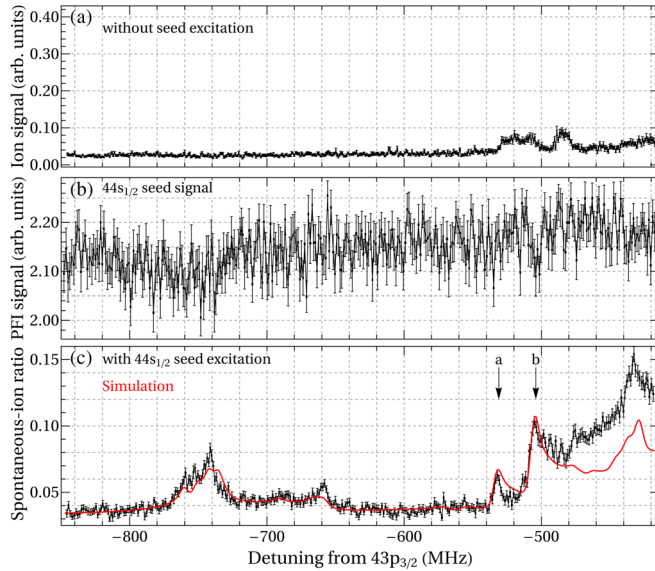 (a) without seed excitation
Ion signal (arb. units)
0.40
0.30
0.20
0.10
0.00
(b) 44s1/2 seed signal
PFI signal (arb. units)
2.20
2.10
2.00
(c) with 44s1/2 seed excitation
Simulation
a b
Spontaneous-ion ratio
0.15
0.10
0.05
−800 −700 −600 −500
Detuning from 43p3/2 (MHz)